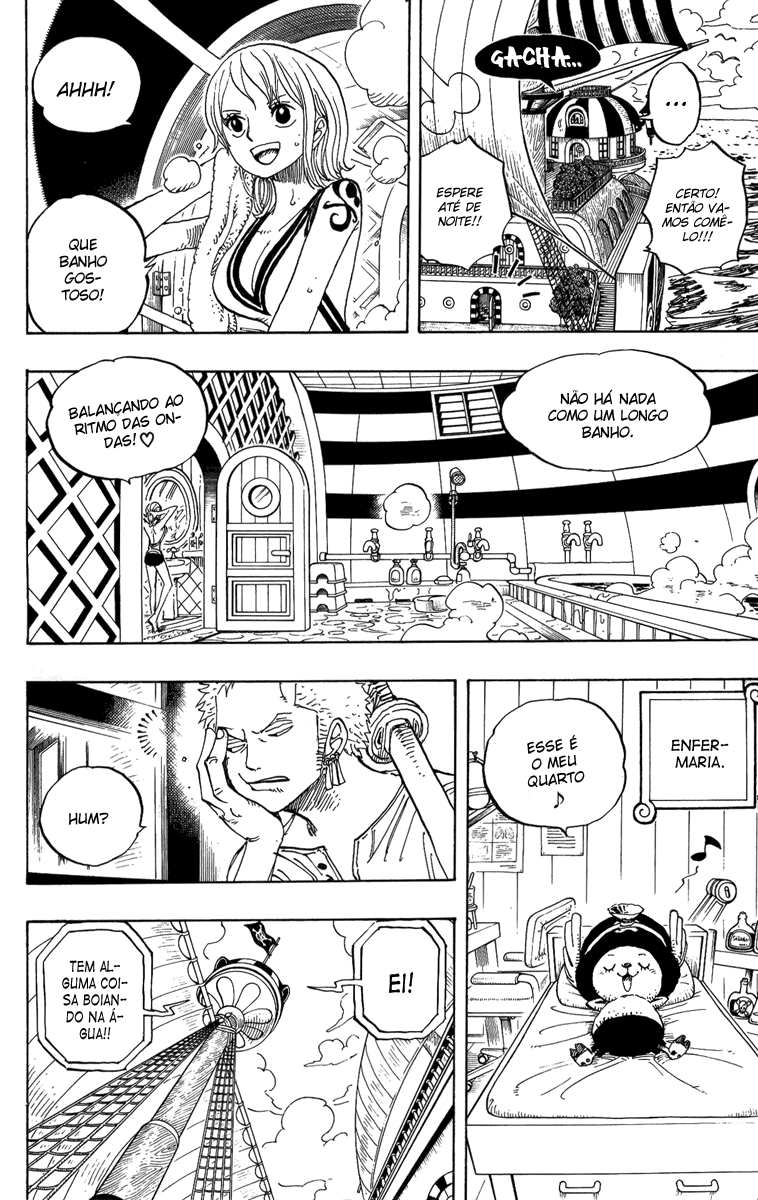 GACHA...
...
CERTO!
ENTÃO VA-
MOS COMÊ-
LO!!!
ESPERE
ATÉ DE
NOITE!!
AHHH!
QUE
BANHO
GOS-
TOSO!
NÃO HÁ NADA
COMO UM LONGO
BANHO.
BALANÇANDO AO
RITMO DAS ON-
DAS!♡
ENFER-
MARIA.
ESSE É
O MEU
QUARTO
♪
HUM?
EI!
TEM AL-
GUMA COI-
SA BOIAN-
DO NA Á-
GUA!!